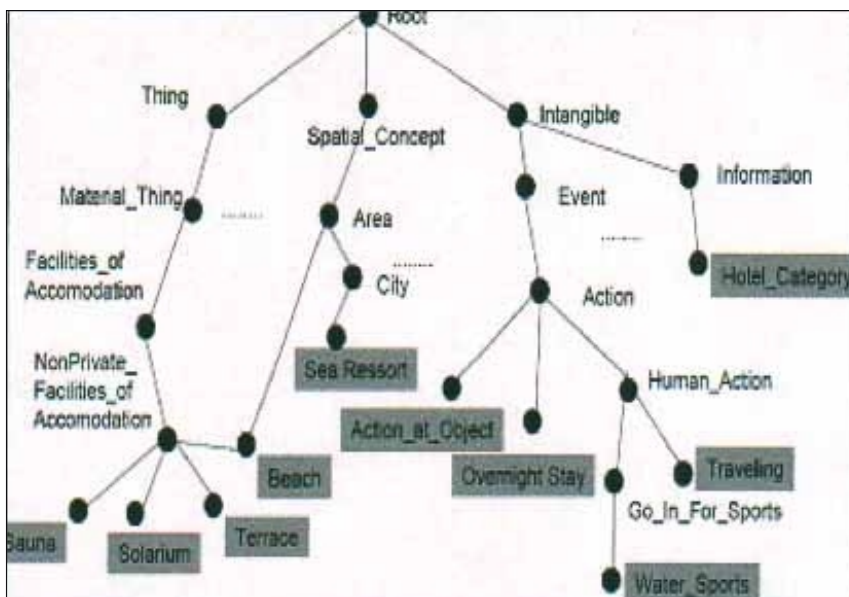 Root
Thing
Spatial_Concept
Intangible
Material_Thing
........
Area
Event
Information
Facilities_of
Accomodation
City
........
........
Action
Hotel_Category
NonPrivate_
Facilities_of
Accomodation
Sea Ressort
Human_Action
Action_at_Object
Beach
Overnight Stay
Traveling
Go_In_For_Sports
Sauna
Solarium
Terrace
Water_Sports